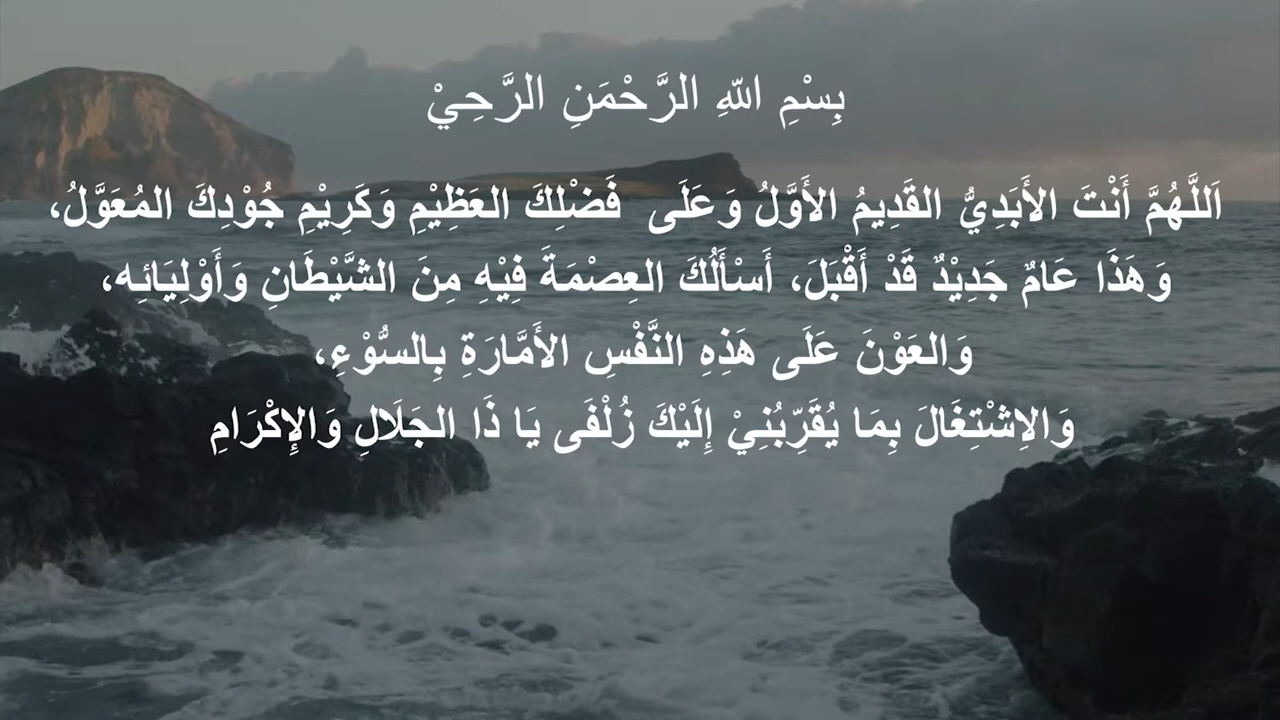 بِسْمِ اللّٰهِ الرَّحْمَنِ الرَّحِيْ
اَللَّهُمَّ أَنْتَ الأَبَدِيُّ القَدِيمُ الأَوَّلُ وَعَلَى فَضْلِكَ العَظِيْمِ وَكَرِيْمِ جُوْدِكَ المُعَوَّلُ،
وَهَذَا عَامٌ جَدِيْدٌ قَدْ أَقْبَلَ، أَسْأَلُكَ العِصْمَةَ فِيْهِ مِنَ الشَّيْطَانِ وَأَوْلِيَائِه،
وَالعَوْنَ عَلَى هَذِهِ النَّفْسِ الأَمَّارَةِ بِالسُّوْءِ،
وَالاِشْتِغَالَ بِمَا يُقَرِّبُنِيْ إِلَيْكَ زُلْفَى يَا ذَا الجَلَالِ وَالإِكْرَامِ